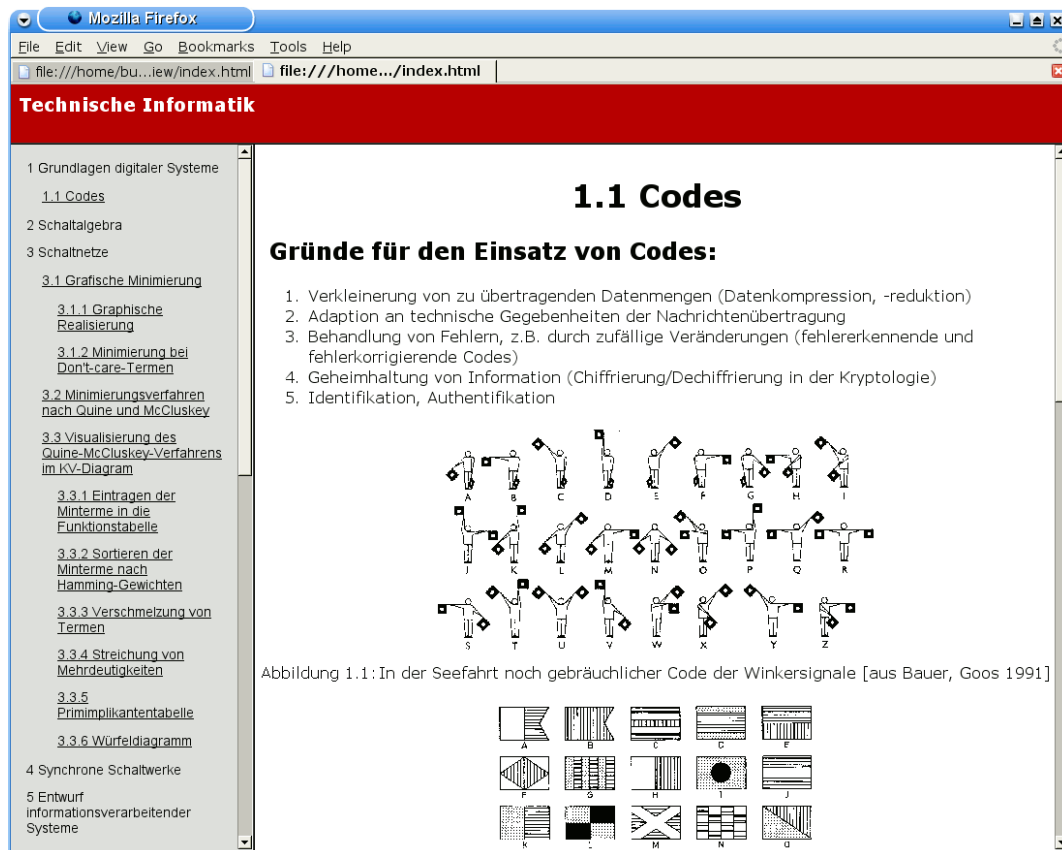 Mozilla Firefox
File Edit View Go Bookmarks Tools Help
file:///home/bu...iew/index.html
file:///home.../index.html
Technische Informatik
1 Grundlagen digitaler Systeme
1.1 Codes
2 Schaltalgebra
3 Schaltnetze
3.1 Grafische Minimierung
3.1.1 Graphische
Realisierung
3.1.2 Minimierung bei
Don't-care-Termen
3.2 Minimierungsverfahren
nach Quine und McCluskey
3.3 Visualisierung des
Quine-McCluskey-Verfahrens
im KV-Diagram
3.3.1 Eintragen der
Minterme in die
Funktionstabelle
3.3.2 Sortieren der
Minterme nach
Hamming-Gewichten
3.3.3 Verschmelzung von
Termen
3.3.4 Streichung von
Mehrdeutigkeiten
3.3.5
Primimplikantentabelle
3.3.6 Würfeldiagramm
4 Synchrone Schaltwerke
5 Entwurf
informationsverarbeitender
Systeme
1.1 Codes
Gründe für den Einsatz von Codes:
1. Verkleinerung von zu übertragenden Datenmengen (Datenkompression, -reduktion)
2. Adaption an technische Gegebenheiten der Nachrichtenübertragung
3. Behandlung von Fehlern, z.B. durch zufällige Veränderungen (fehlererkennende und
fehlerkorrigierende Codes)
4. Geheimhaltung von Information (Chiffrierung/Dechiffrierung in der Kryptologie)
5. Identifikation, Authentifikation
A B C D E F G H I
J K L M N O P Q R
S T U V W X Y Z
Abbildung 1.1: In der Seefahrt noch gebräuchlicher Code der Winkersignale [aus Bauer, Goos 1991]
A B C D E
F G H I J
K L M N O